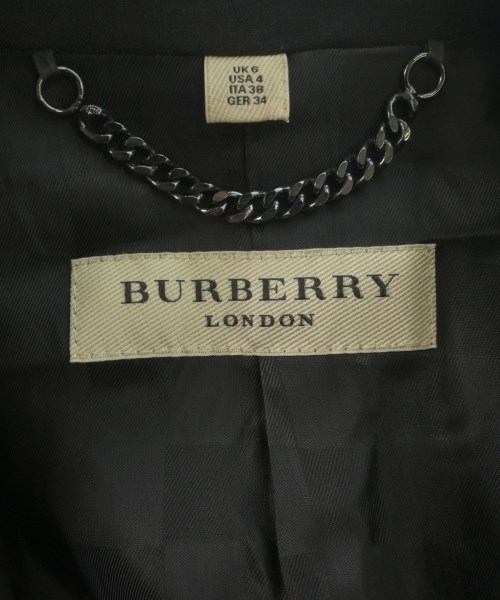 UK 6
USA 4
ITA 38
GER 34
BURBERRY
LONDON